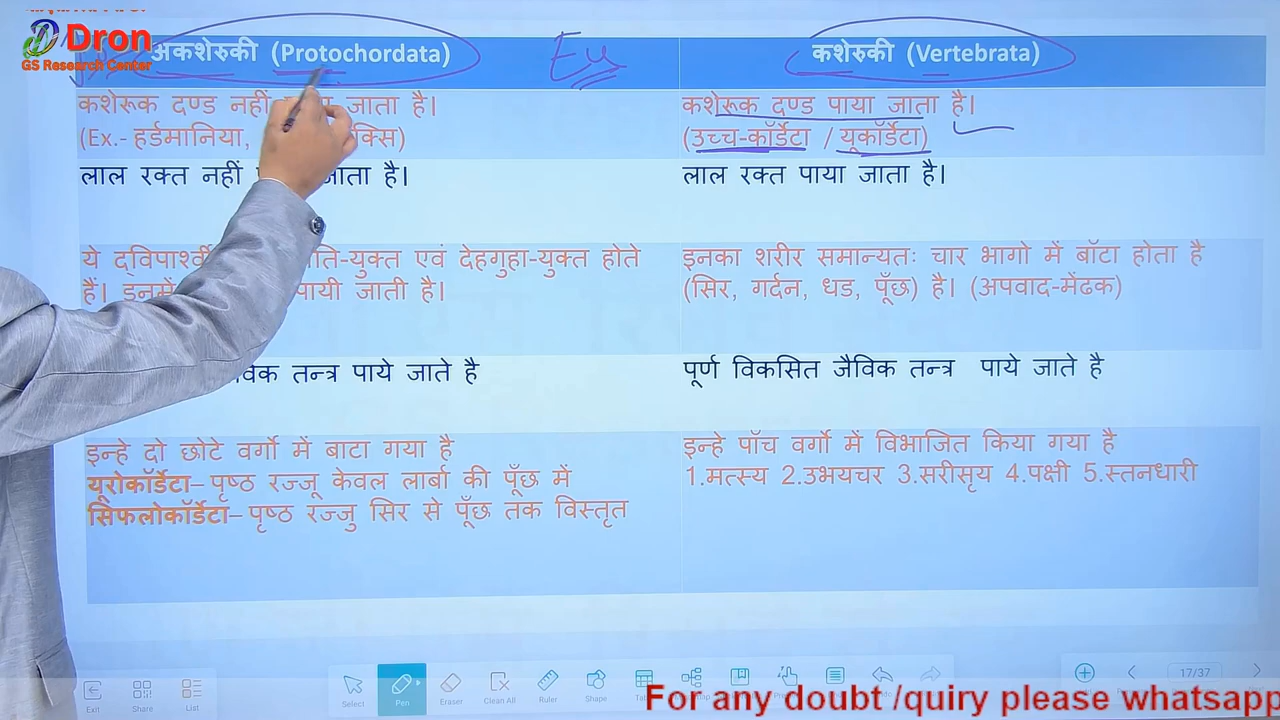 Dron
GS Research Center
अकशेरुकी (Protochordata)
Eu
कशेरुकी (Vertebrata)
कशेरूक दण्ड नहीं जाता है।
(Ex.- हर्डमानिया,
कशेरूक दण्ड पाया जाता है।
(उच्च-कॉर्डेटा / यूकॉर्डेटा)
लाल रक्त नहीं जाता है।
लाल रक्त पाया जाता है।
ये द्विपार्श्वी ति-युक्त एवं देहगुहा-युक्त होते
हैं। इनमें पायी जाती है।
इनका शरीर समान्यतः चार भागो में बॉटा होता है
(सिर, गर्दन, धड, पूँछ) है। (अपवाद-मेंढक)
तन्त्र पाये जाते है
पूर्ण विकसित जैविक तन्त्र पाये जाते है
इन्हे दो छोटे वर्गो में बाटा गया है
यूरोकॉर्डेटा– पृष्ठ रज्जू केवल लार्बा की पूँछ में
सिफलोकॉर्डेटा– पृष्ठ रज्जु सिर से पूँछ तक विस्तृत
इन्हे पॉच वर्गो में विभाजित किया गया है
1.मत्स्य 2.उभयचर 3.सरीसृय 4.पक्षी 5.स्तनधारी
Exit
Share
List
Select
Pen
Eraser
Clean All
Ruler
Shape
17/37
For any doubt /quiry please whatsapp